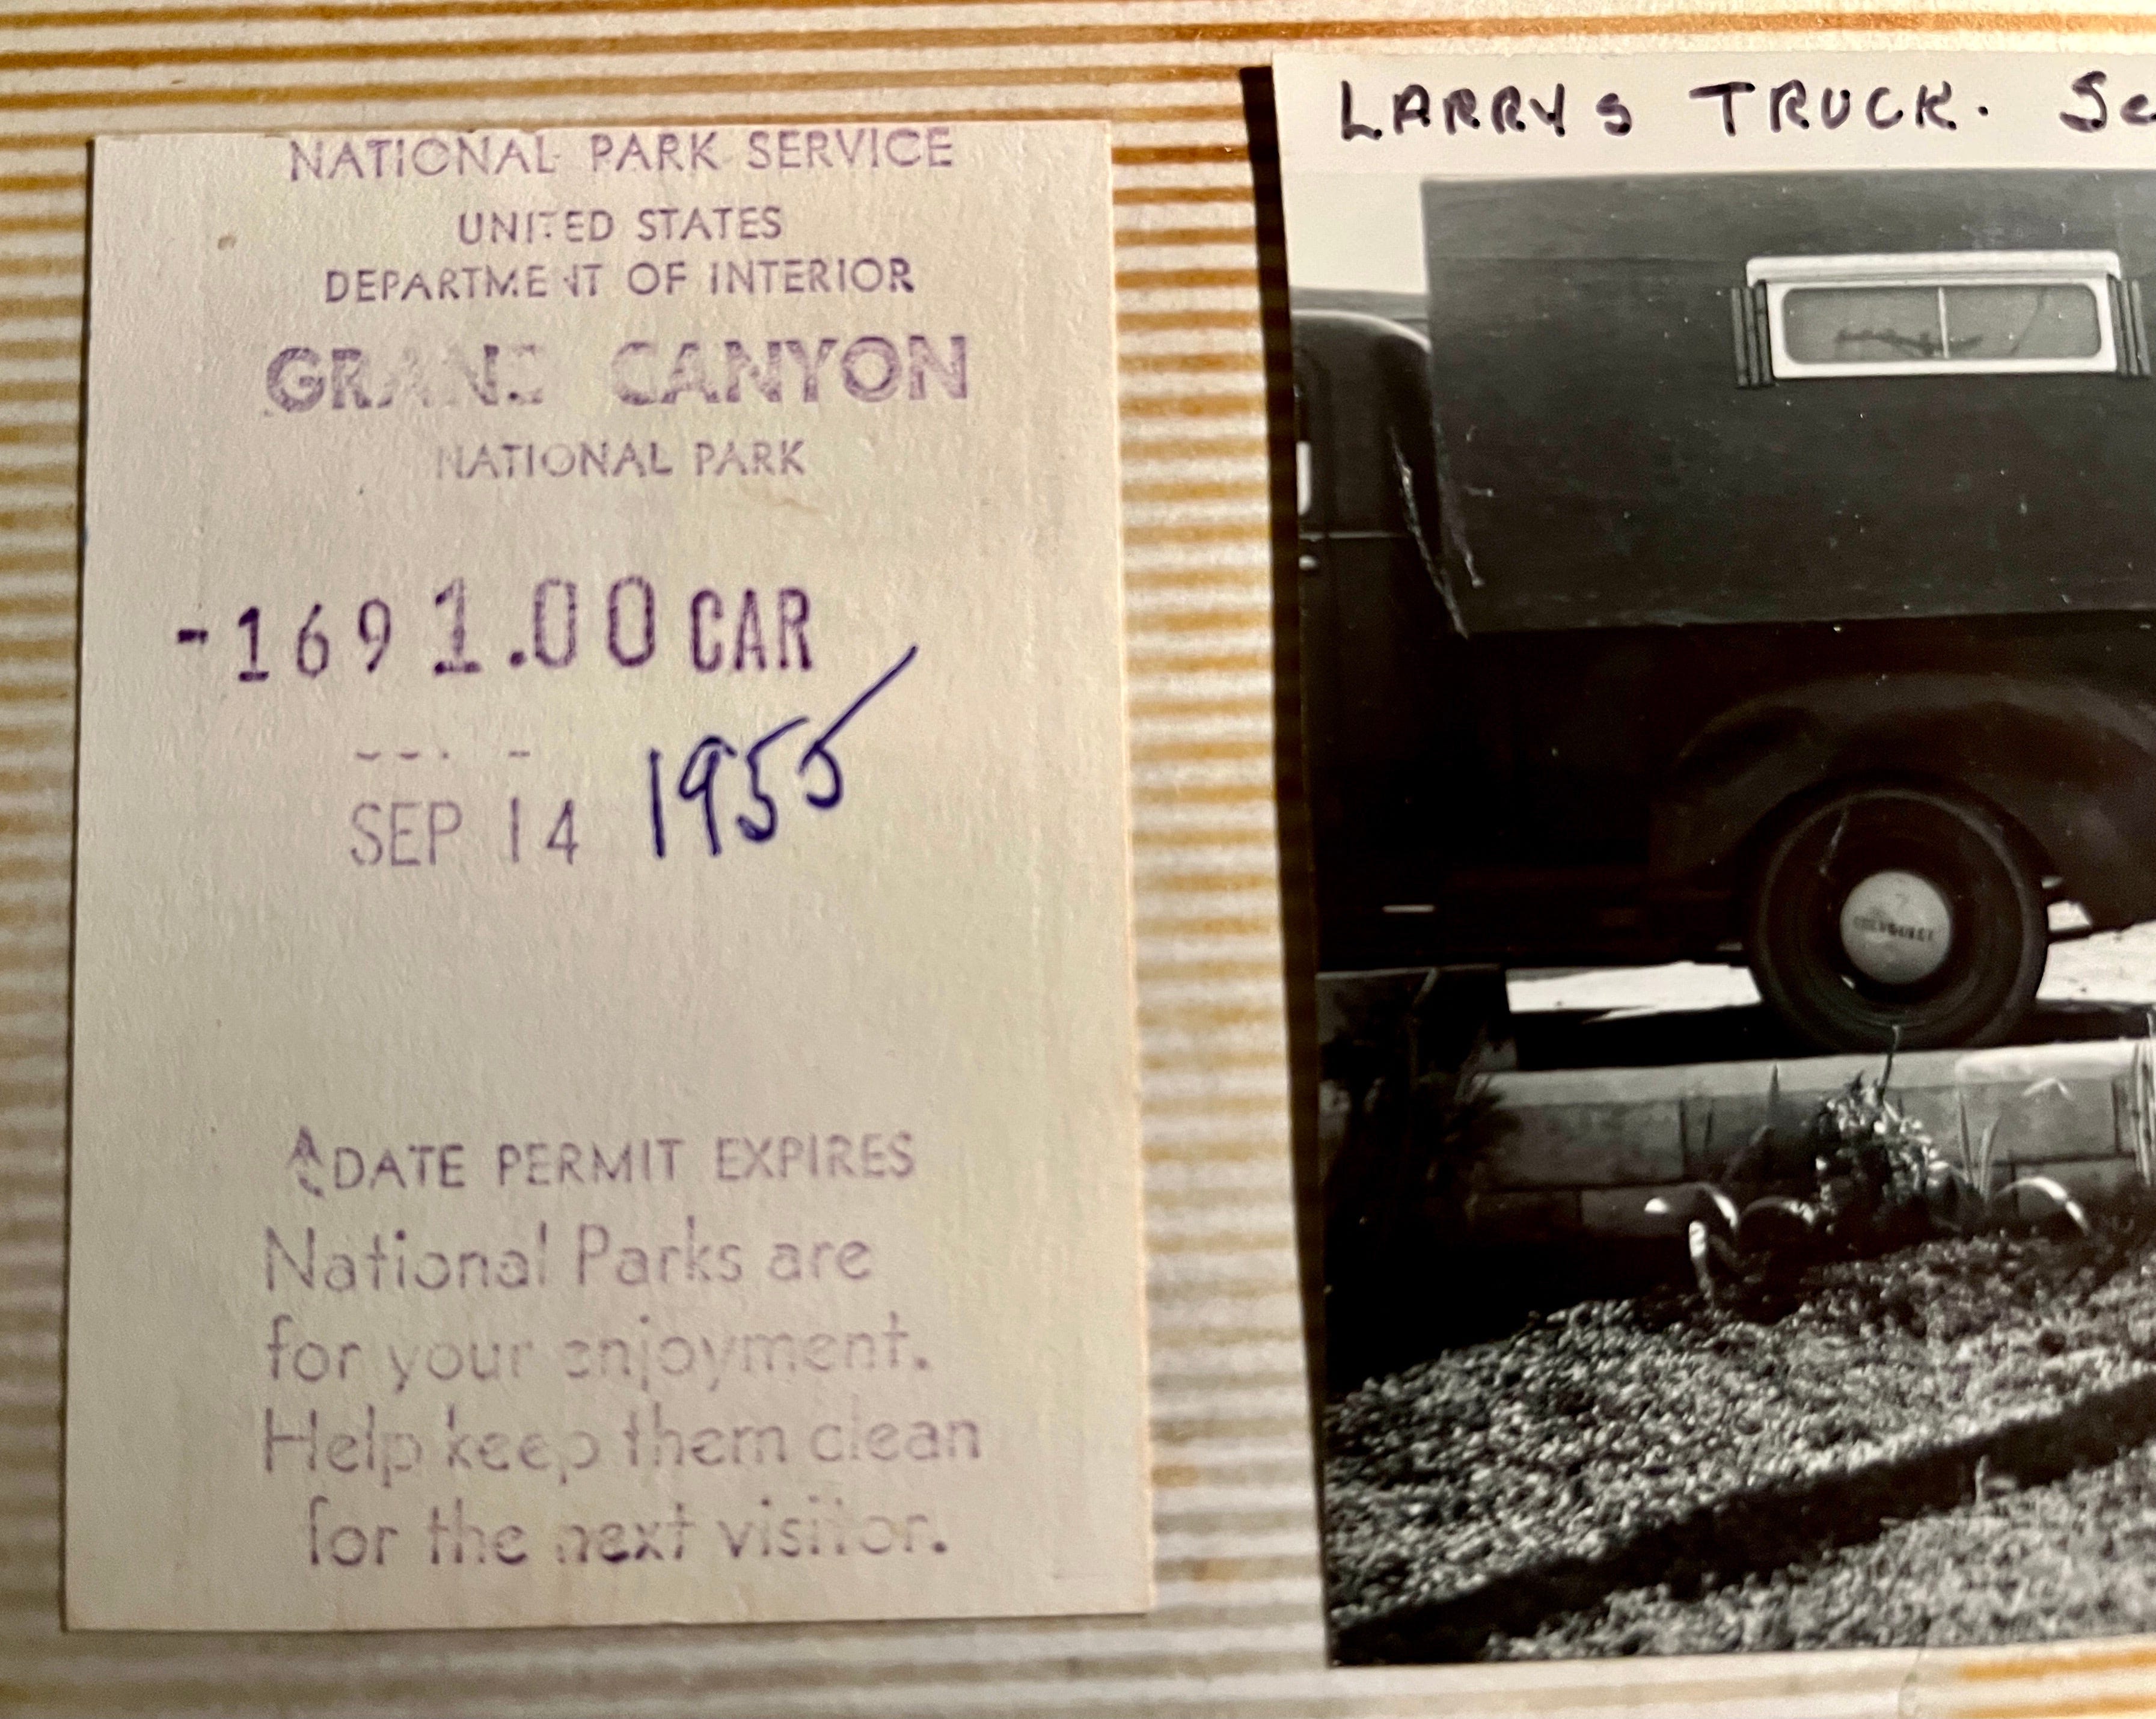 NATIONAL PARK SERVICE
UNITED STATES
DEPARTMENT OF INTERIOR
GRAND CANYON
NATIONAL PARK
-169 1.00 CAR
SEP 14 1955
DATE PERMIT EXPIRES
National Parks are
for your enjoyment.
Help keep them clean
for the next visitor.
LARRYS TRUCK. Se
CHEVROLET